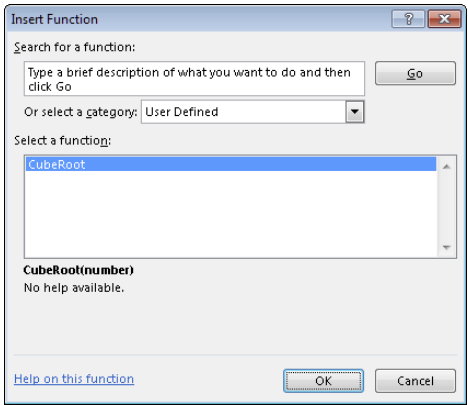 Insert Function
Search for a function:
Type a brief description of what you want to do and then
click Go
Go
Or select a category: User Defined
Select a function:
CubeRoot
CubeRoot(number)
No help available.
Help on this function
OK
Cancel